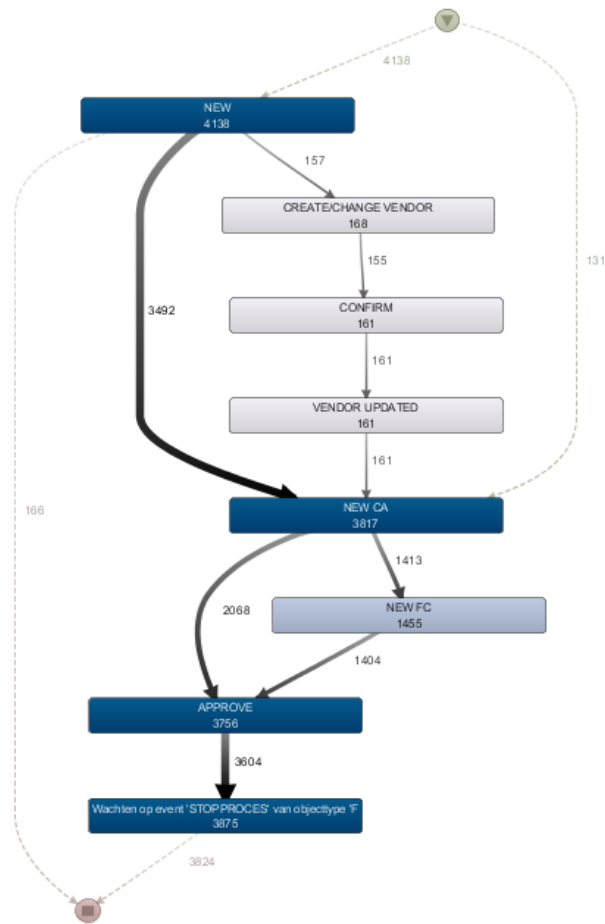 4138
NEW
4138
157
CREATE/CHANGE VENDOR
168
155
131
CONFIRM
161
3492
161
VENDOR UPDATED
161
161
166
NEW CA
3817
1413
2068
NEW FC
1455
1404
APPROVE
3756
3604
Wachten op event 'STOPPROCES' van objecttype 'F
3875
3824